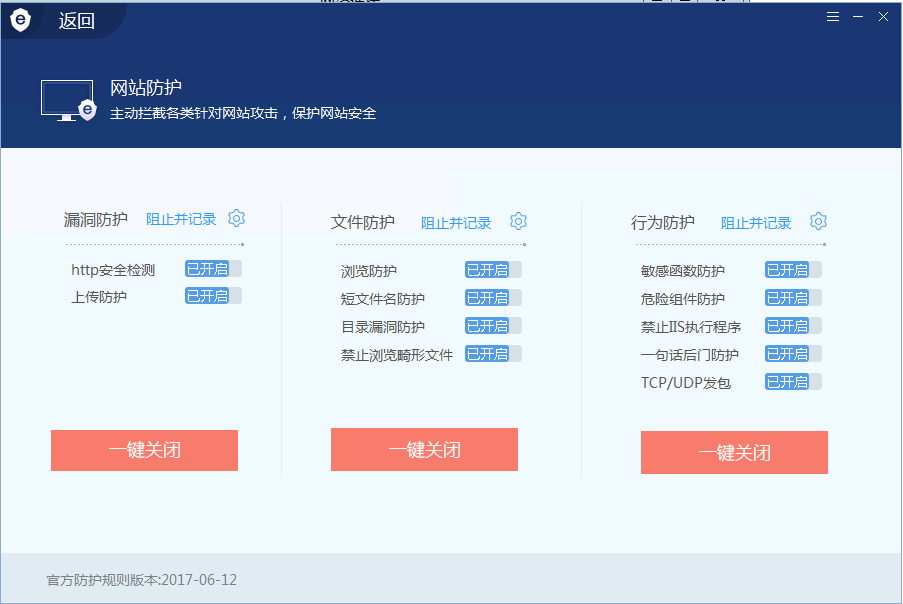 返回
网站防护
主动拦截各类针对网站攻击，保护网站安全
漏洞防护 阻止并记录
http安全检测 已开启
上传防护 已开启
一键关闭
文件防护 阻止并记录
浏览防护 已开启
短文件名防护 已开启
目录漏洞防护 已开启
禁止浏览畸形文件 已开启
一键关闭
行为防护 阻止并记录
敏感函数防护 已开启
危险组件防护 已开启
禁止IIS执行程序 已开启
一句话后门防护 已开启
TCP/UDP发包 已开启
一键关闭
官方防护规则版本:2017-06-12